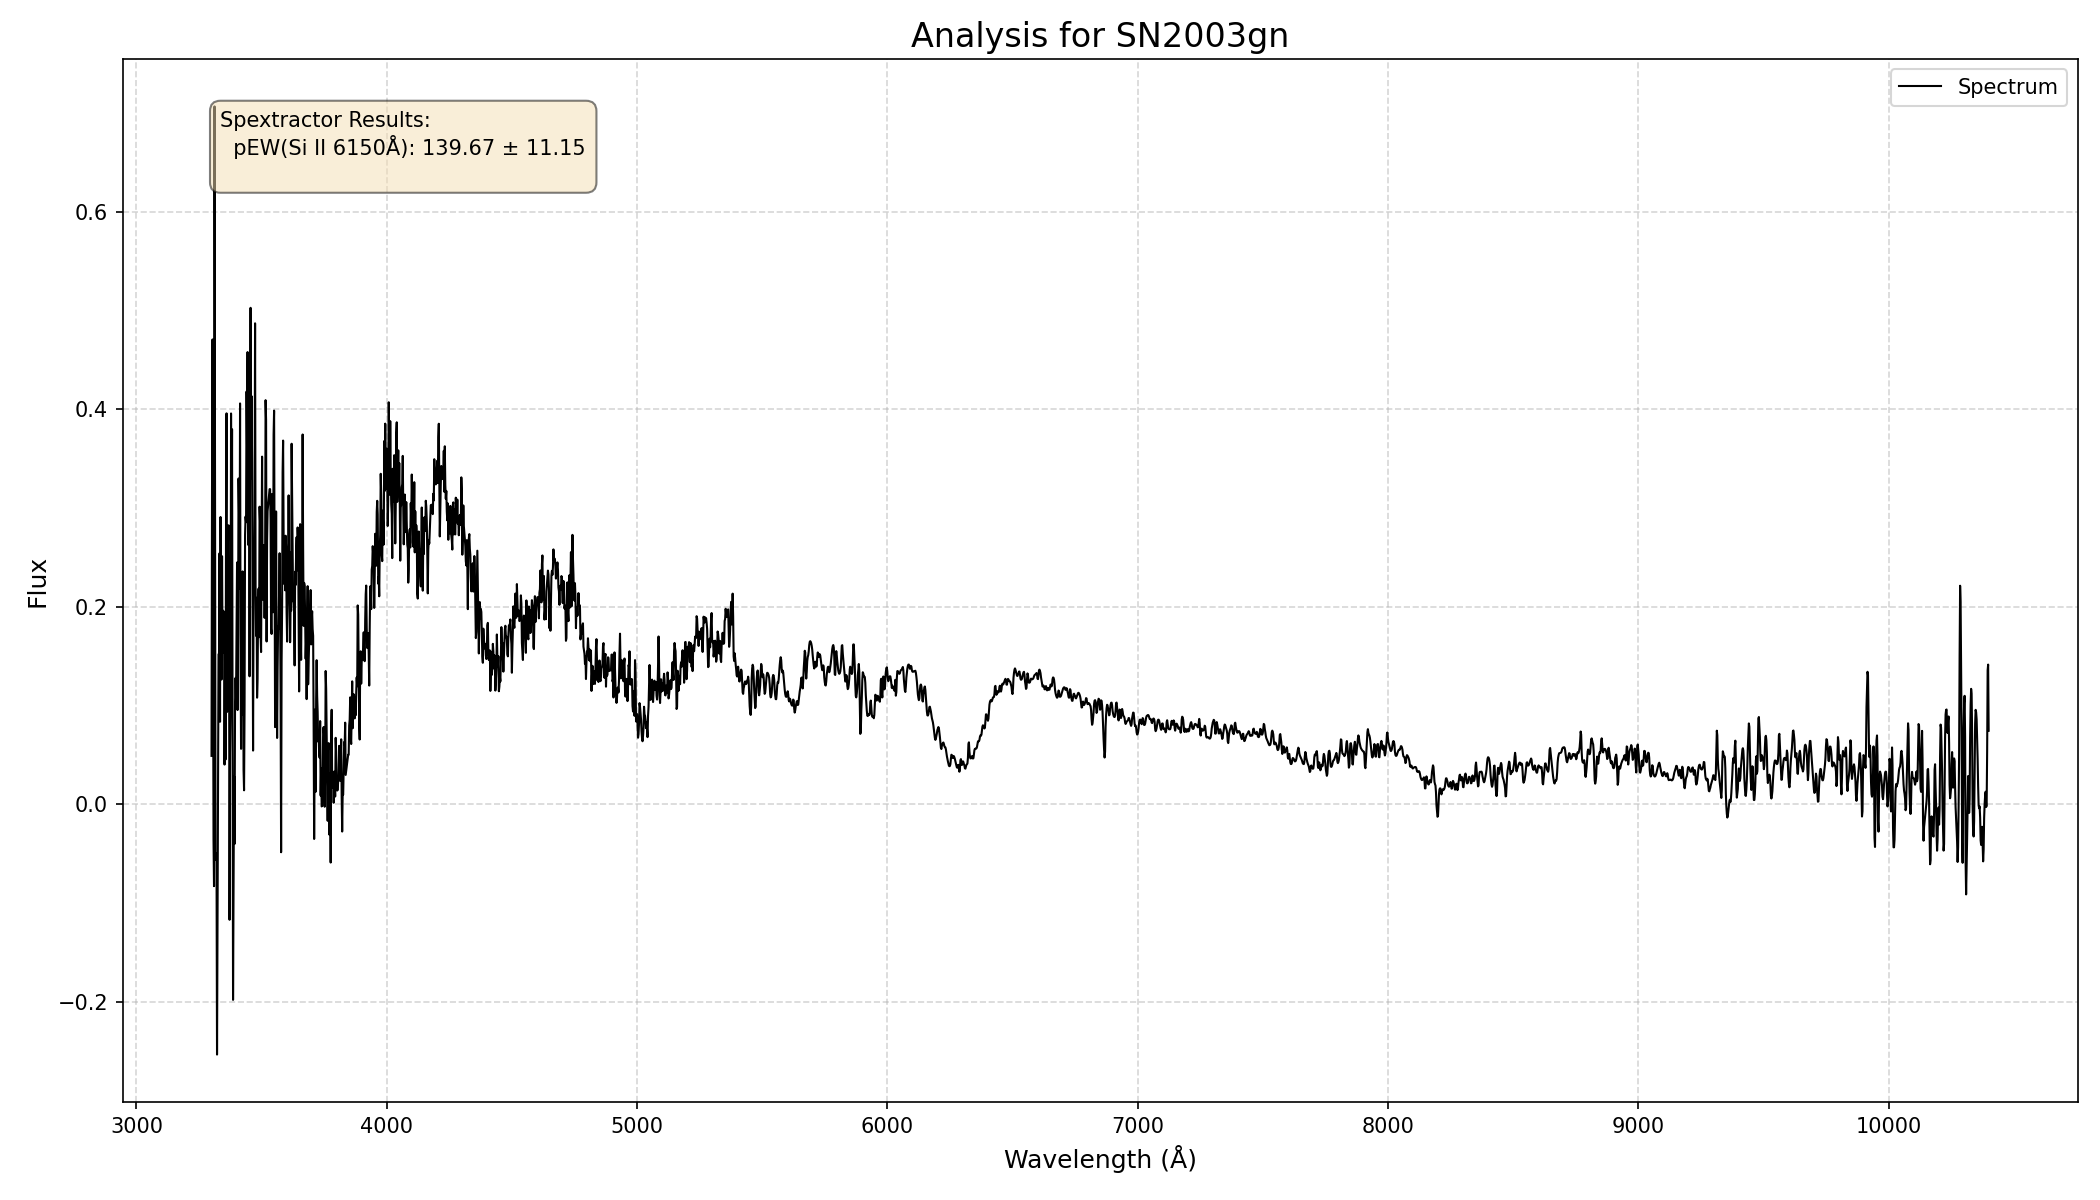 Analysis for SN2003gn
Spectrum
Spextractor Results:
pEW(Si II 6150Å): 139.67 ± 11.15
Flux
0.6
0.4
0.2
0.0
−0.2
3000 4000 5000 6000 7000 8000 9000 10000
Wavelength (Å)